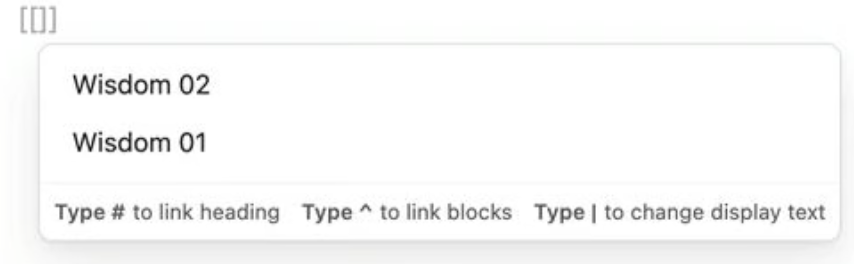 [[]]
Wisdom 02
Wisdom 01
Type # to link heading Type ^ to link blocks Type | to change display text